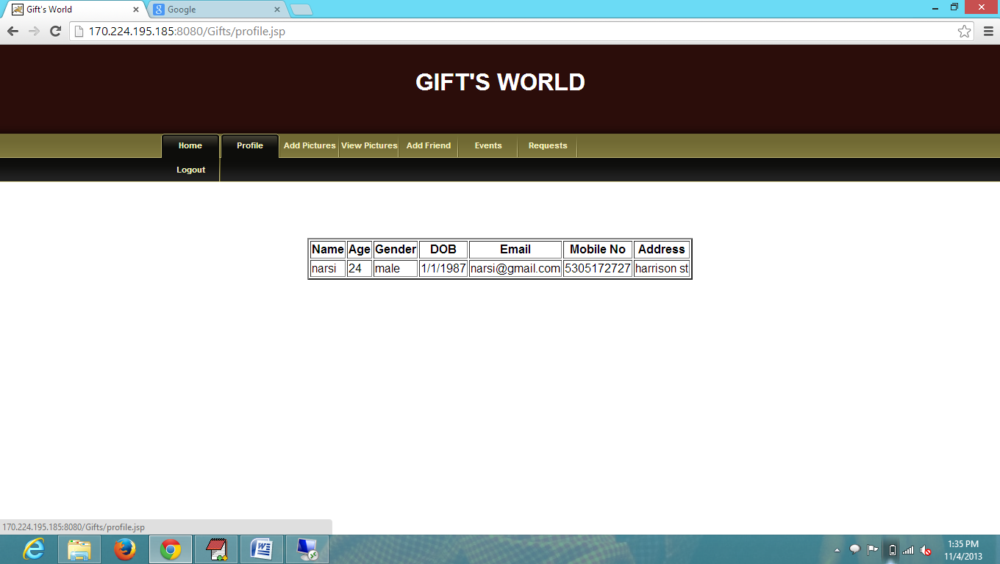 Gift's World Google
170.224.195.185:8080/Gifts/profile.jsp
GIFT'S WORLD
Home Profile Add Pictures View Pictures Add Friend Events Requests
Logout
Name Age Gender DOB Email Mobile No Address
narsi 24 male 1/1/1987 narsi@gmail.com 5305172727 harrison st
170.224.195.185:8080/Gifts/profile.jsp
1:35 PM
11/4/2013